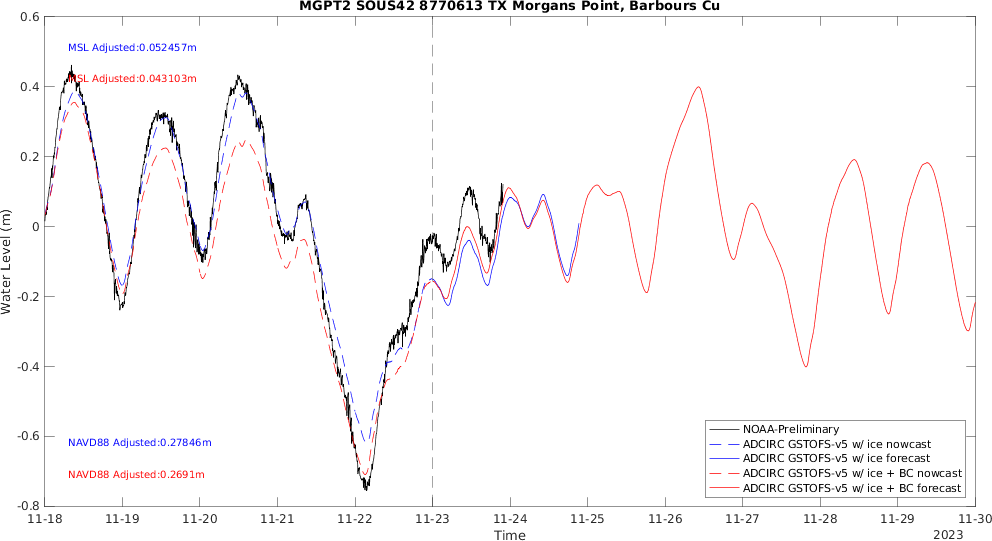 MGPT2 SOUS42 8770613 TX Morgans Point, Barbours Cu
0.6
MSL Adjusted:0.052457m
MSL Adjusted:0.043103m
0.4
0.2
0
-0.2
-0.4
-0.6
-0.8
Water Level (m)
NAVD88 Adjusted:0.27846m
NAVD88 Adjusted:0.2691m
NOAA-Preliminary
ADCIRC GSTOFS-v5 w/ ice nowcast
ADCIRC GSTOFS-v5 w/ ice forecast
ADCIRC GSTOFS-v5 w/ ice + BC nowcast
ADCIRC GSTOFS-v5 w/ ice + BC forecast
11-18 11-19 11-20 11-21 11-22 11-23 11-24 11-25 11-26 11-27 11-28 11-29 11-30
Time
2023